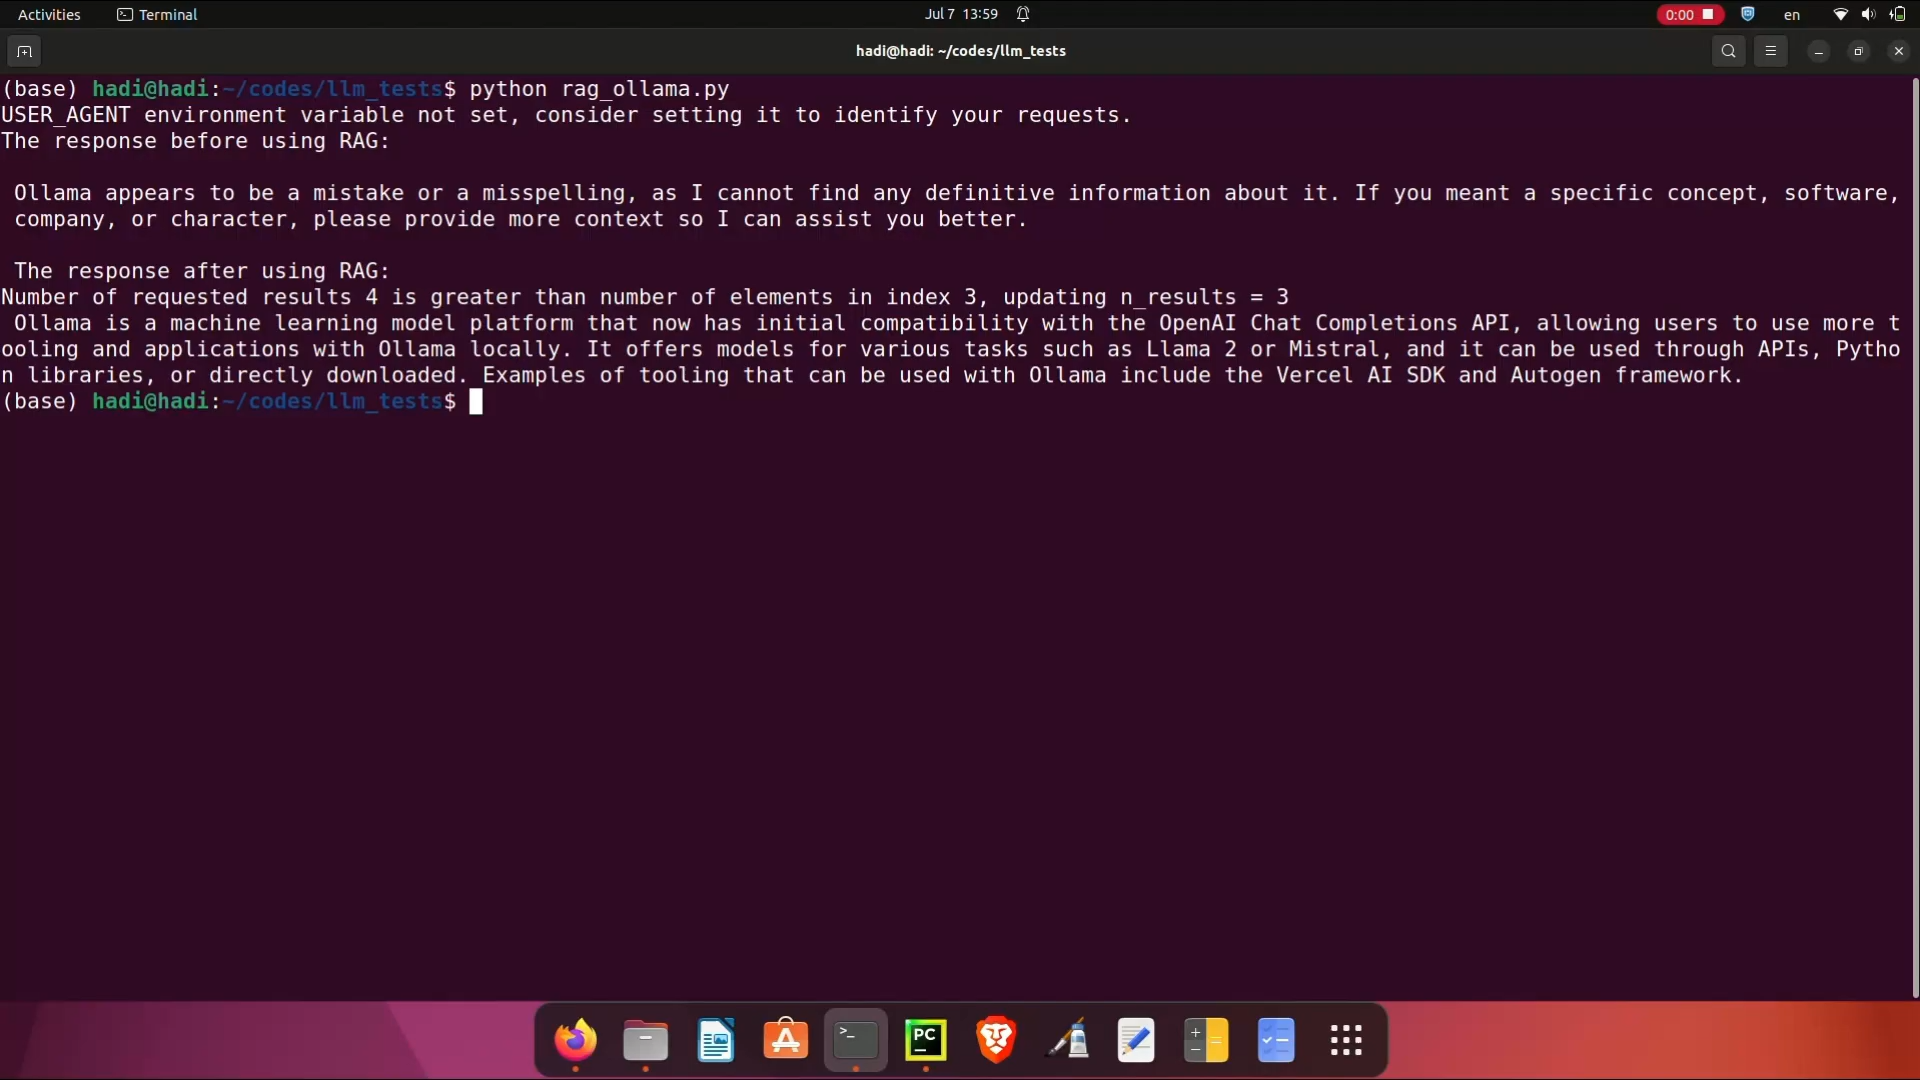 Activities Terminal Jul 7 13:59 0:00 en
hadi@hadi: ~/codes/llm_tests
(base) hadi@hadi:~/codes/llm_tests$ python rag_ollama.py
USER_AGENT environment variable not set, consider setting it to identify your requests.
The response before using RAG:
Ollama appears to be a mistake or a misspelling, as I cannot find any definitive information about it. If you meant a specific concept, software,
company, or character, please provide more context so I can assist you better.
The response after using RAG:
Number of requested results 4 is greater than number of elements in index 3, updating n_results = 3
Ollama is a machine learning model platform that now has initial compatibility with the OpenAI Chat Completions API, allowing users to use more t
ooling and applications with Ollama locally. It offers models for various tasks such as Llama 2 or Mistral, and it can be used through APIs, Pytho
n libraries, or directly downloaded. Examples of tooling that can be used with Ollama include the Vercel AI SDK and Autogen framework.
(base) hadi@hadi:~/codes/llm_tests$
PC